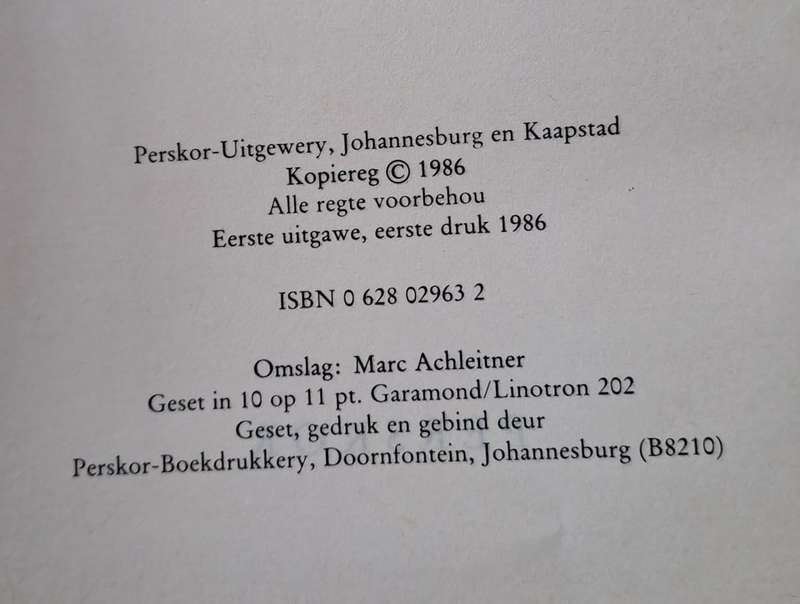 Perskor-Uitgewery, Johannesburg en Kaapstad
Kopiereg © 1986
Alle regte voorbehou
Eerste uitgawe, eerste druk 1986
ISBN 0 628 02963 2
Omslag: Marc Achleitner
Geset in 10 op 11 pt. Garamond/Linotron 202
Geset, gedruk en gebind deur
Perskor-Boekdrukkery, Doornfontein, Johannesburg (B8210)